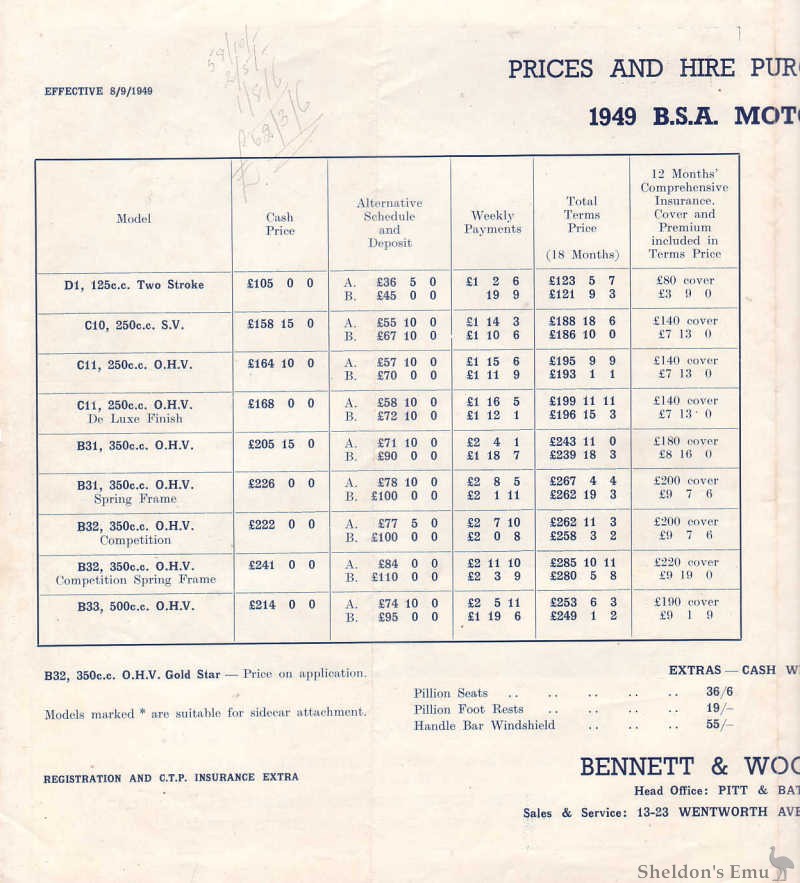 1
58/10/-
2/5/-
1/8/6
£62/3/6
PRICES AND HIRE PUR
EFFECTIVE 8/9/1949
1949 B.S.A. MOTO
Model
Cash
Price
Alternative
Schedule
and
Deposit
Weekly
Payments
Total
Terms
Price
(18 Months)
12 Months'
Comprehensive
Insurance.
Cover and
Premium
included in
Terms Price
D1, 125c.c. Two Stroke £105 0 0 A. £36 5 0 £1 2 6 £123 5 7 £80 cover
B. £45 0 0 19 9 £121 9 3 £3 9 0
C10, 250c.c. S.V. £158 15 0 A. £55 10 0 £1 14 3 £188 18 6 £140 cover
B. £67 10 0 £1 10 6 £186 10 0 £7 13 0
C11, 250c.c. O.H.V. £164 10 0 A. £57 10 0 £1 15 6 £195 9 9 £140 cover
B. £70 0 0 £1 11 9 £193 1 1 £7 13 0
C11, 250c.c. O.H.V. £168 0 0 A. £58 10 0 £1 16 5 £199 11 11 £140 cover
De Luxe Finish B. £72 10 0 £1 12 1 £196 15 3 £7 13 0
B31, 350c.c. O.H.V. £205 15 0 A. £71 10 0 £2 4 1 £243 11 0 £180 cover
B. £90 0 0 £1 18 7 £239 18 3 £8 16 0
B31, 350c.c. O.H.V. £226 0 0 A. £78 10 0 £2 8 5 £267 4 4 £200 cover
Spring Frame B. £100 0 0 £2 1 11 £262 19 3 £9 7 6
B32, 350c.c. O.H.V. £222 0 0 A. £77 5 0 £2 7 10 £262 11 3 £200 cover
Competition B. £100 0 0 £2 0 8 £258 3 2 £9 7 6
B32, 350c.c. O.H.V. £241 0 0 A. £84 0 0 £2 11 10 £285 10 11 £220 cover
Competition Spring Frame B. £110 0 0 £2 3 9 £280 5 8 £9 19 0
B33, 500c.c. O.H.V. £214 0 0 A. £74 10 0 £2 5 11 £253 6 3 £190 cover
B. £95 0 0 £1 19 6 £249 1 2 £9 1 9
B32, 350c.c. O.H.V. Gold Star — Price on application.
Models marked * are suitable for sidecar attachment.
REGISTRATION AND C.T.P. INSURANCE EXTRA
EXTRAS — CASH W
Pillion Seats .. .. .. .. .. 36/6
Pillion Foot Rests .. .. .. .. 19/–
Handle Bar Windshield .. .. .. 55/–
BENNETT & WOO
Head Office: PITT & BAT
Sales & Service: 13-23 WENTWORTH AVE
Sheldon's Emu